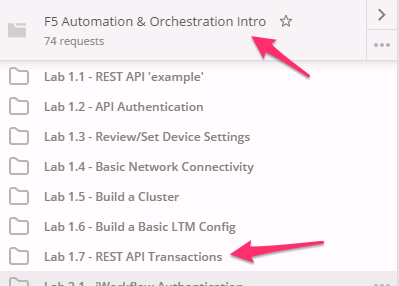 F5 Automation & Orchestration Intro
74 requests
Lab 1.1 - REST API 'example'
Lab 1.2 - API Authentication
Lab 1.3 - Review/Set Device Settings
Lab 1.4 - Basic Network Connectivity
Lab 1.5 - Build a Cluster
Lab 1.6 - Build a Basic LTM Config
Lab 1.7 - REST API Transactions
Lab 2.1 - iWorkflow Authentication